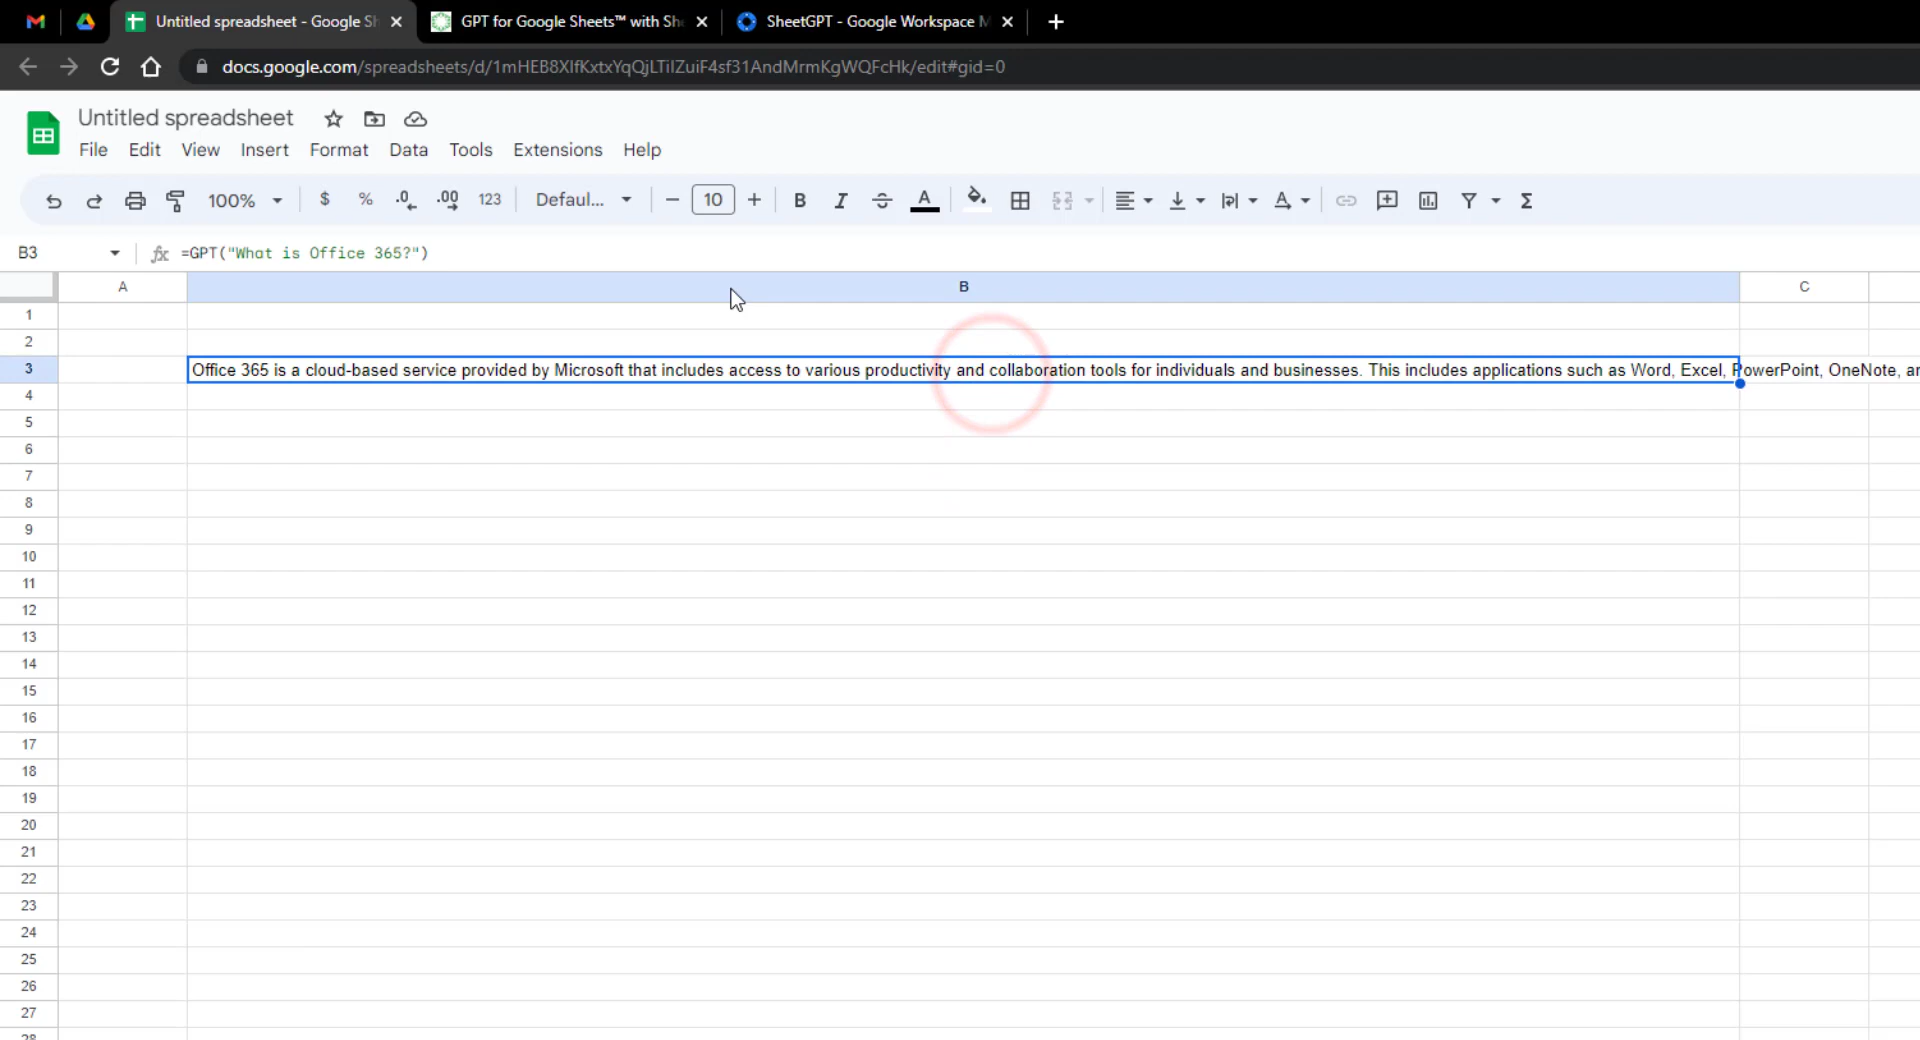 Untitled spreadsheet - Google Sh
GPT for Google Sheets™ with She
SheetGPT - Google Workspace M
docs.google.com/spreadsheets/d/1mHEB8XIfKxtxYqQjLTiIZuiF4sf31AndMrmKgWQFcHk/edit#gid=0
Untitled spreadsheet
File Edit View Insert Format Data Tools Extensions Help
100% $ % .0 .00 123 Defaul... 10 B I S A Σ
B3 fx =GPT("What is Office 365?")
A B C
1
2
3 Office 365 is a cloud-based service provided by Microsoft that includes access to various productivity and collaboration tools for individuals and businesses. This includes applications such as Word, Excel, PowerPoint, OneNote, an
4
5
6
7
8
9
10
11
12
13
14
15
16
17
18
19
20
21
22
23
24
25
26
27
28